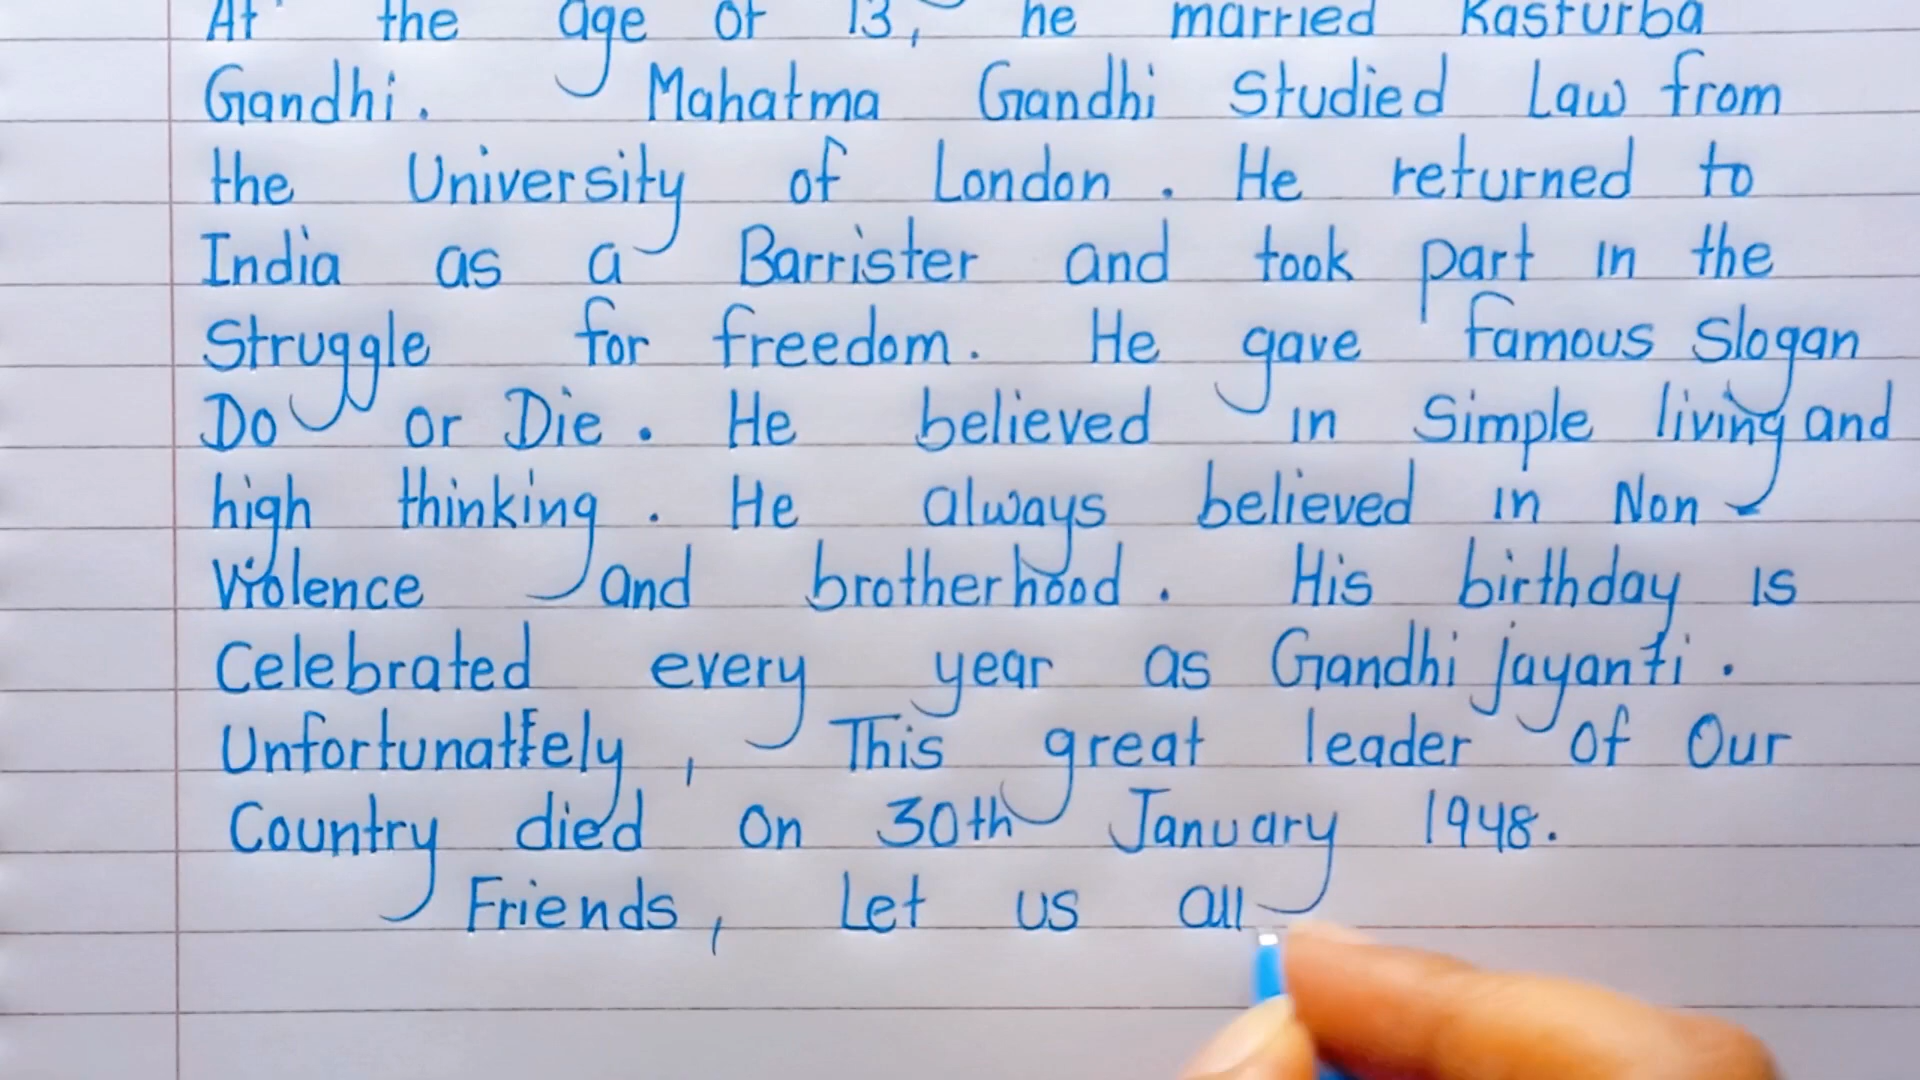 At the age of 13, he married Kasturba
Gandhi. Mahatma Gandhi Studied Law from
the University of London. He returned to
India as a Barrister and took part in the
Struggle for freedom. He gave famous Slogan
Do or Die. He believed in Simple living and
high thinking. He always believed in Non
Violence and brotherhood. His birthday is
Celebrated every year as Gandhi jayanti.
Unfortunattely, This great leader of Our
Country died on 30th January 1948.
Friends, Let us all